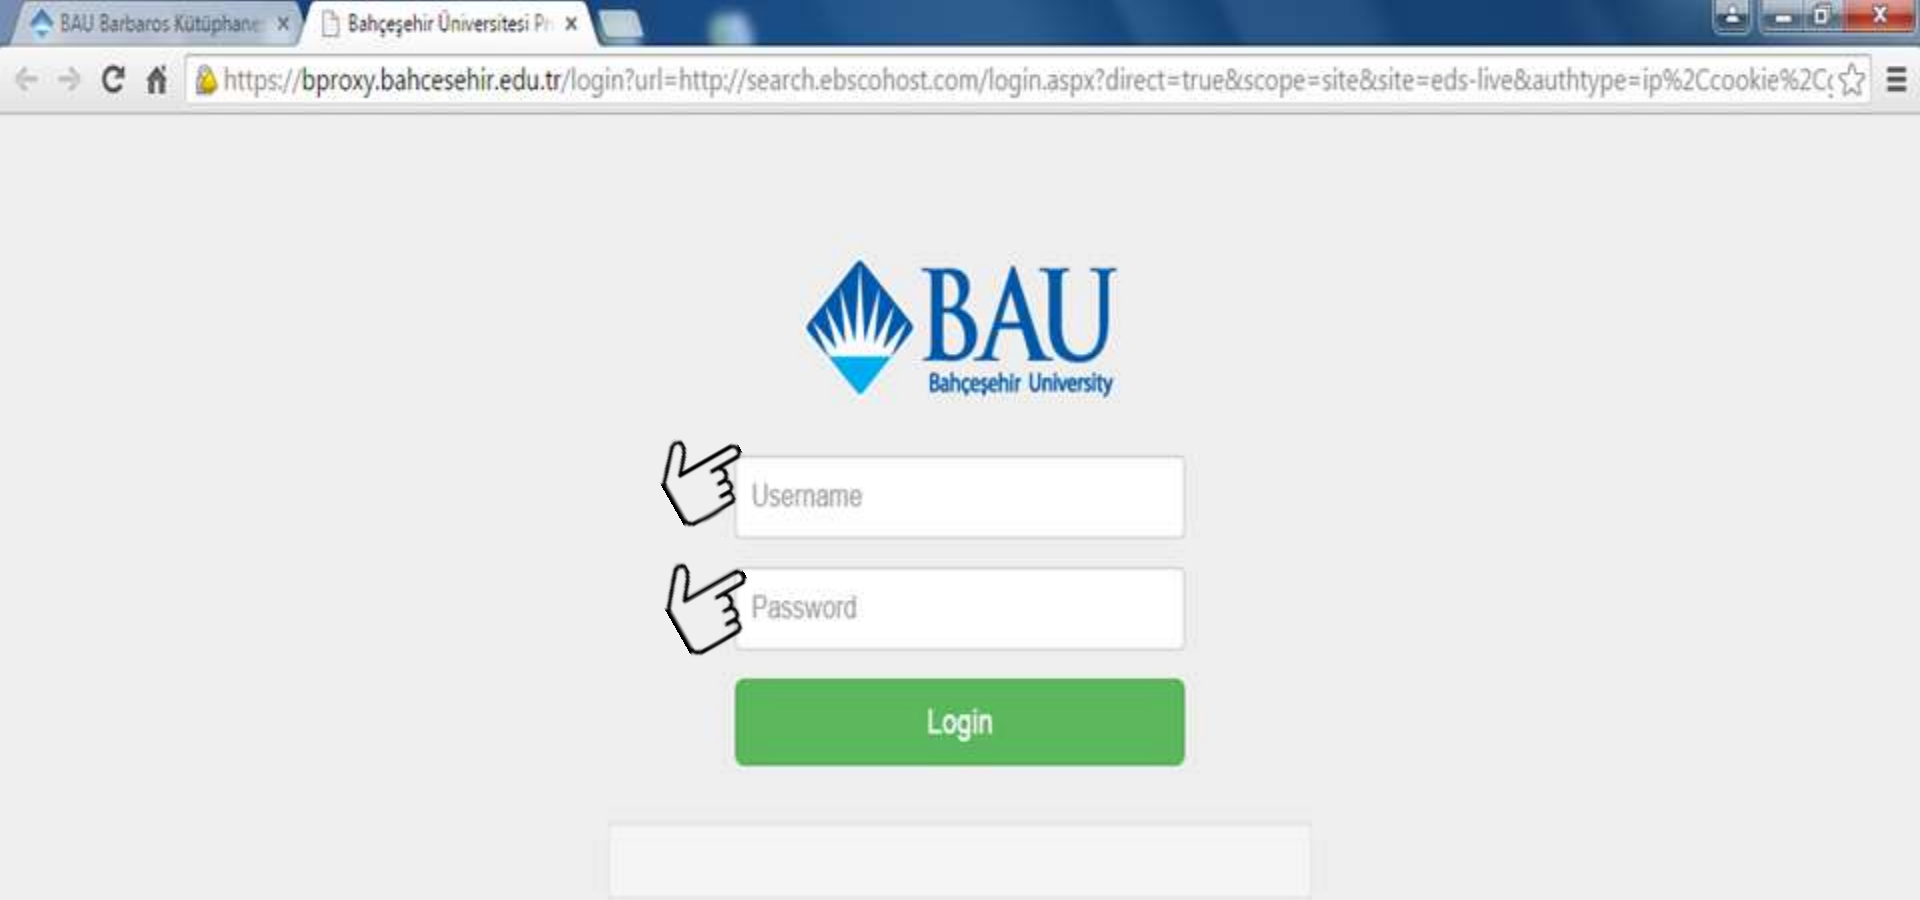 BAU Barbaros Kütüphane
Bahçeşehir Üniversitesi Pr
https://bproxy.bahcesehir.edu.tr/login?url=http://search.ebscohost.com/login.aspx?direct=true&scope=site&site=eds-live&authtype=ip%2Ccookie%2C
BAU
Bahçeşehir University
Username
Password
Login